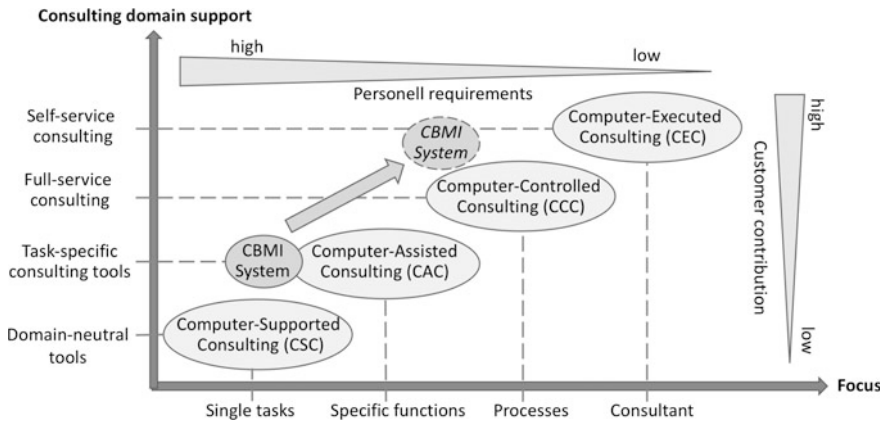 Consulting domain support
high
low
Personell requirements
Self-service
consulting
CBMI
System
Computer-Executed
Consulting (CEC)
high
Full-service
consulting
Computer-Controlled
Consulting (CCC)
Customer contribution
Task-specific
consulting tools
CBMI
System
Computer-Assisted
Consulting (CAC)
Domain-neutral
tools
Computer-Supported
Consulting (CSC)
low
Focus
Single tasks
Specific functions
Processes
Consultant